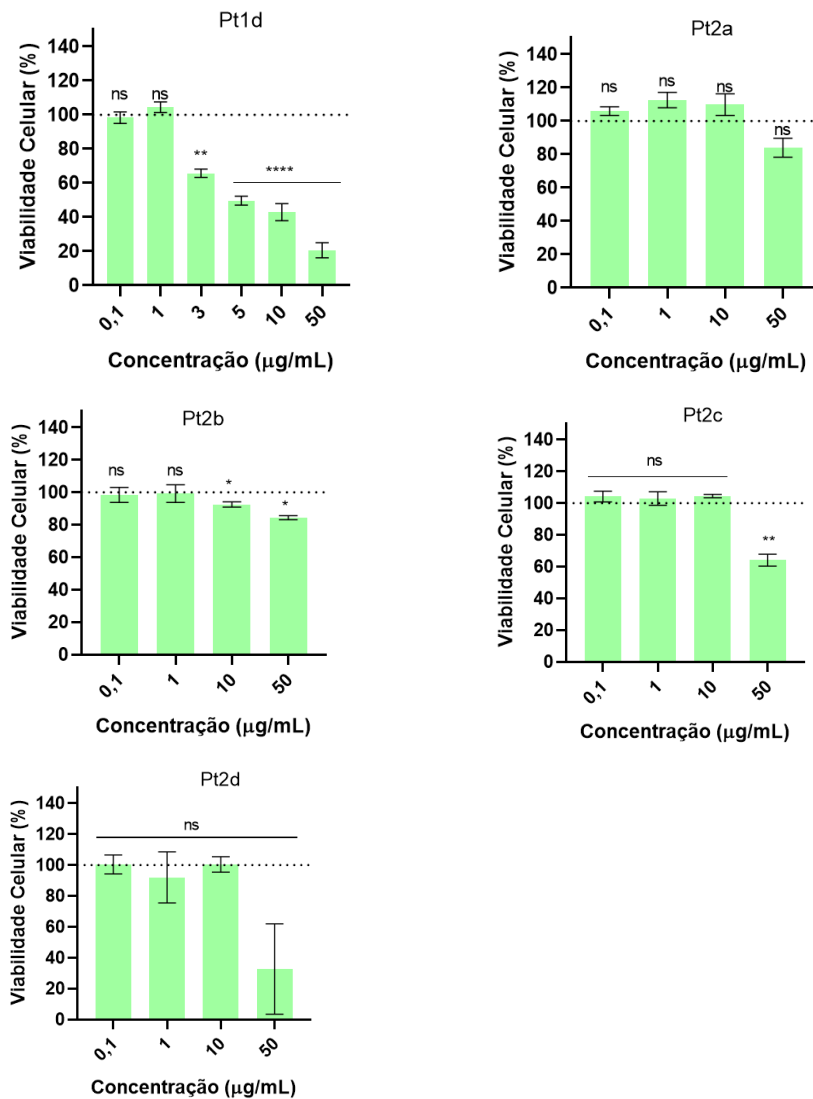 Pt1d
Viabilidade Celular (%)
140
120
100
80
60
40
20
0
ns
ns
**
****
0,1
1
3
5
10
50
Concentração (μg/mL)
Pt2a
Viabilidade Celular (%)
140
120
100
80
60
40
20
0
ns
ns
ns
ns
0,1
1
10
50
Concentração (μg/mL)
Pt2b
Viabilidade Celular (%)
140
120
100
80
60
40
20
0
ns
ns
*
*
0,1
1
10
50
Concentração (μg/mL)
Pt2c
Viabilidade Celular (%)
140
120
100
80
60
40
20
0
ns
**
0,1
1
10
50
Concentração (μg/mL)
Pt2d
Viabilidade Celular (%)
140
120
100
80
60
40
20
0
ns
0,1
1
10
50
Concentração (μg/mL)